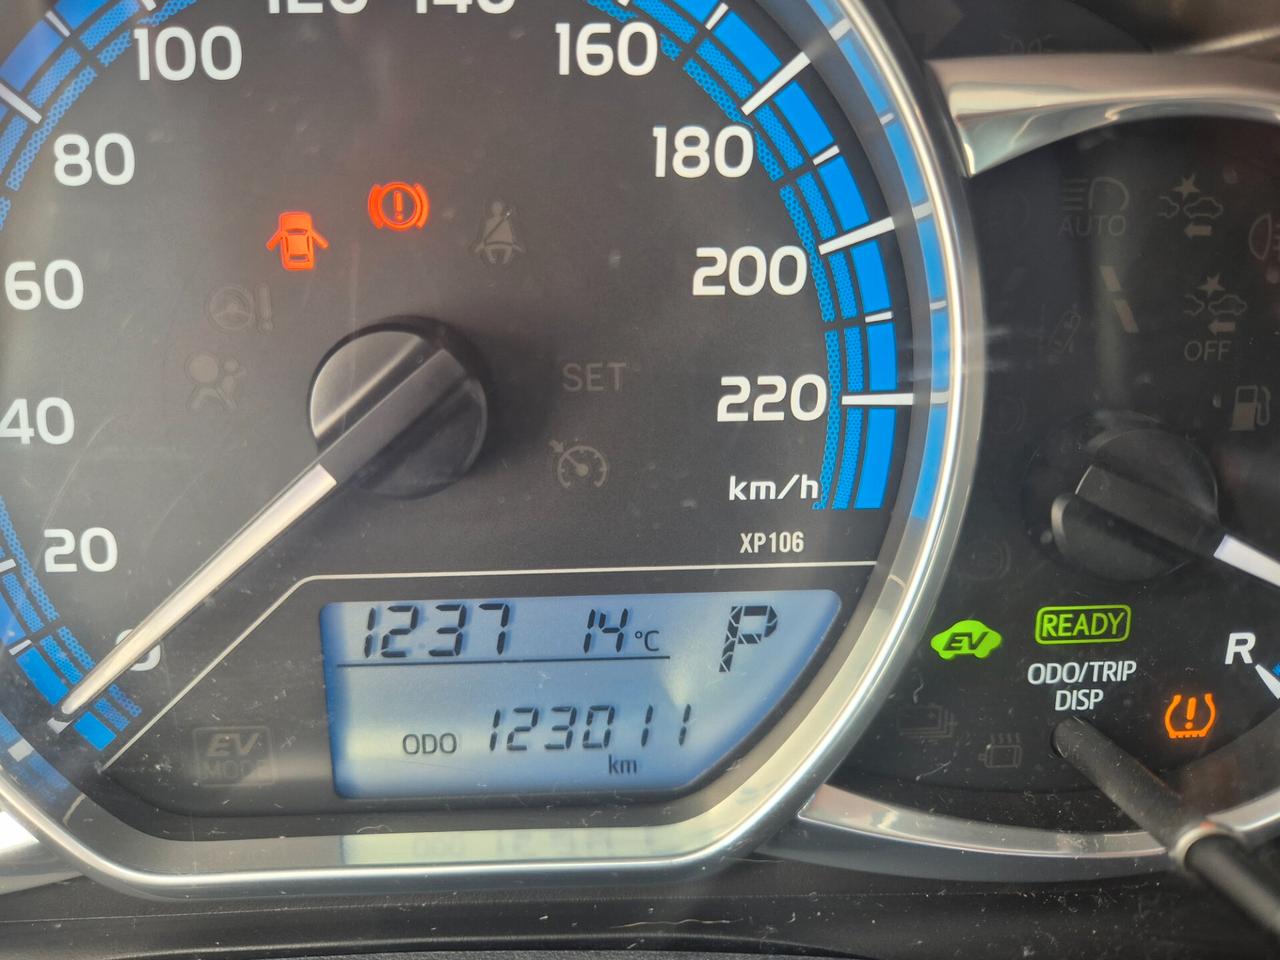 120 140
100 160
80 180
60 200
40 220
20 km/h
0
SET
XP106
1237 14°C P
ODO 123011
km
EV
MODE
AUTO
OFF
EV READY
ODO/TRIP
DISP
R